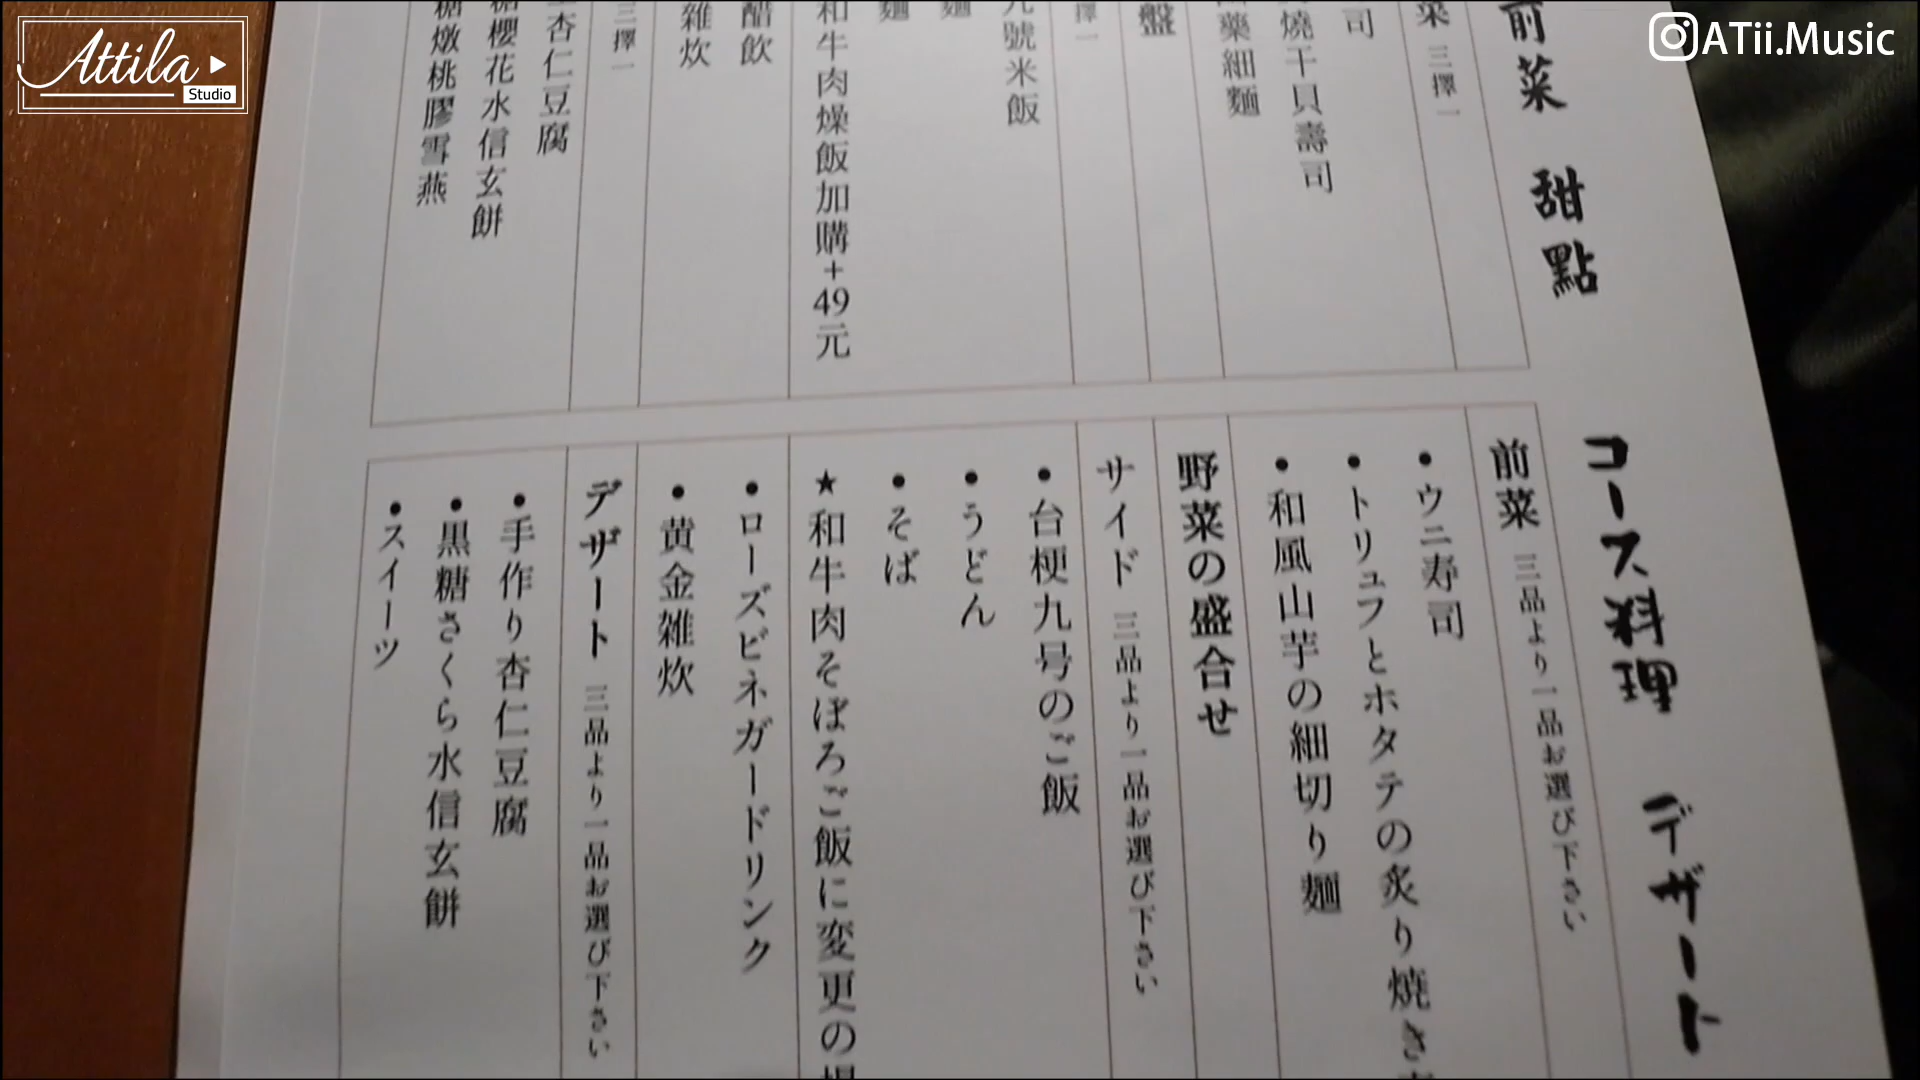 Attila
Studio
@ATii.Music
前菜 甜點
菜 三擇一
司
燒干貝壽司
藥細麵
盤
擇一
號米飯
麵
麵
和牛肉燥飯加購+49元
醋飲
雜炊
三擇一
杏仁豆腐
糖櫻花水信玄餅
糖燉桃膠雪燕
コース料理 デザート
前菜 三品より一品お選び下さい
•ウニ寿司
•トリュフとホタテの炙り焼き
•和風山芋の細切り麺
野菜の盛合せ
サイド 三品より一品お選び下さい
•台梗九号のご飯
•うどん
•そば
★和牛肉そぼろご飯に変更の場
•ローズビネガードリンク
•黄金雑炊
デザート 三品より一品お選び下さい
•手作り杏仁豆腐
•黒糖さくら水信玄餅
•スイーツ